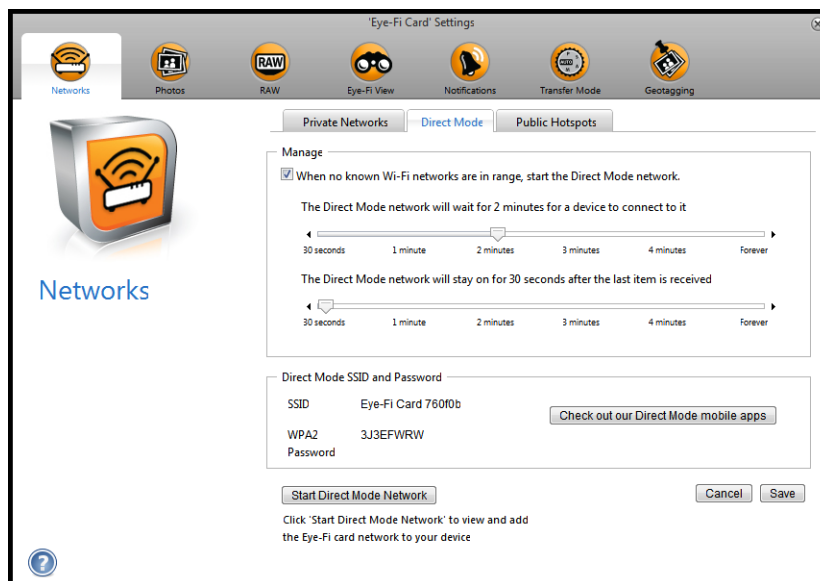 'Eye-Fi Card' Settings
Networks
Photos
RAW
RAW
Eye-Fi View
Notifications
P
AUTO
S
M
Transfer Mode
Geotagging
Private Networks
Direct Mode
Public Hotspots
Manage
When no known Wi-Fi networks are in range, start the Direct Mode network.
The Direct Mode network will wait for 2 minutes for a device to connect to it
30 seconds 1 minute 2 minutes 3 minutes 4 minutes Forever
Networks
The Direct Mode network will stay on for 30 seconds after the last item is received
30 seconds 1 minute 2 minutes 3 minutes 4 minutes Forever
Direct Mode SSID and Password
SSID Eye-Fi Card 760f0b
Check out our Direct Mode mobile apps
WPA2 3J3EFWRW
Password
Start Direct Mode Network
Cancel
Save
Click 'Start Direct Mode Network' to view and add
the Eye-Fi card network to your device
?